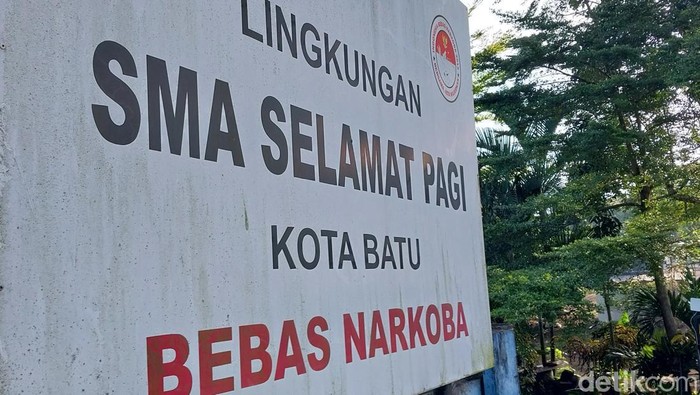 LINGKUNGAN
SMA SELAMAT PAGI
KOTA BATU
BEBAS NARKOBA
detikcom